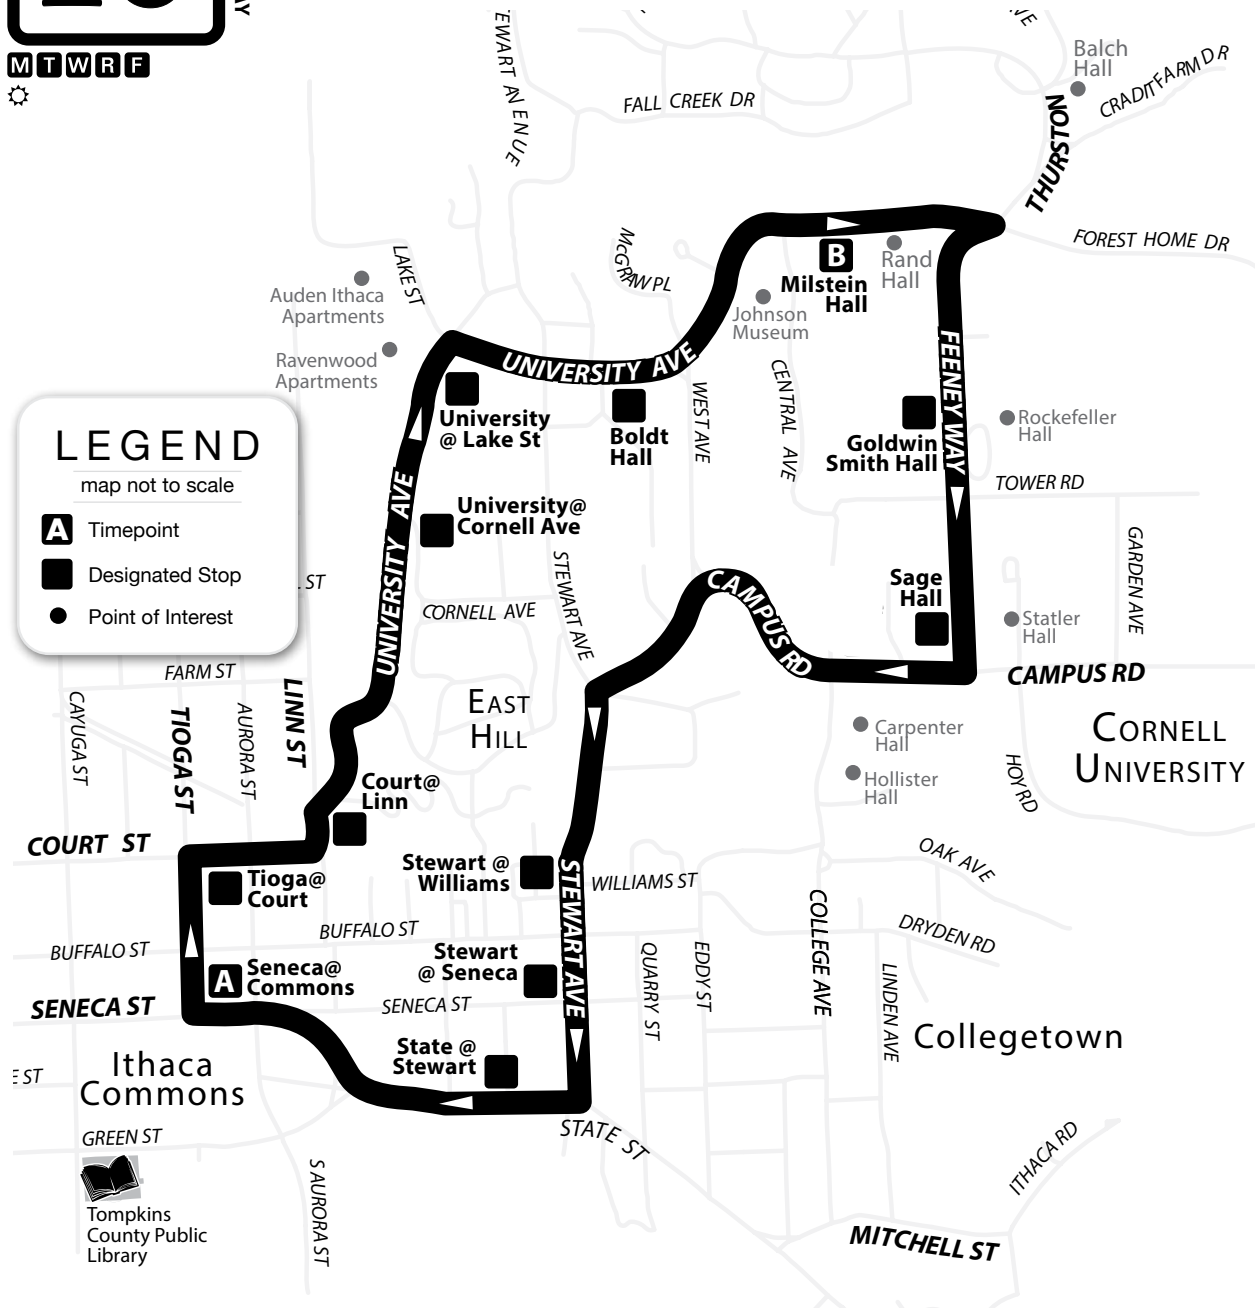 M T W R F
STEWART AVENUE
FALL CREEK DR
Balch
Hall
CRADIT FARM DR
THURSTON
FOREST HOME DR
McGRAW PL
LAKE ST
B
Milstein
Hall
Rand
Hall
Johnson
Museum
Auden Ithaca
Apartments
Ravenwood
Apartments
UNIVERSITY AVE
FEENEY WAY
WEST AVE
CENTRAL AVE
University
@ Lake St
Boldt
Hall
Goldwin
Smith Hall
Rockefeller
Hall
TOWER RD
LEGEND
map not to scale
A Timepoint
Designated Stop
Point of Interest
UNIVERSITY AVE
University@
Cornell Ave
STEWART AVE
GARDEN AVE
ST
CORNELL AVE
CAMPUS RD
Sage
Hall
Statler
Hall
FARM ST
CAMPUS RD
CAYUGA ST
TIOGA ST
AURORA ST
LINN ST
EAST
HILL
Carpenter
Hall
CORNELL
UNIVERSITY
Hollister
Hall
HOY RD
Court@
Linn
COURT ST
Stewart @
Williams
WILLIAMS ST
OAK AVE
Tioga@
Court
STEWART AVE
COLLEGE AVE
DRYDEN RD
BUFFALO ST
BUFFALO ST
Stewart
@ Seneca
QUARRY ST
EDDY ST
LINDEN AVE
A
Seneca@
Commons
SENECA ST
SENECA ST
Collegetown
State @
Stewart
Ithaca
Commons
E ST
STATE ST
GREEN ST
S AURORA ST
ITHACA RD
Tompkins
County Public
Library
MITCHELL ST